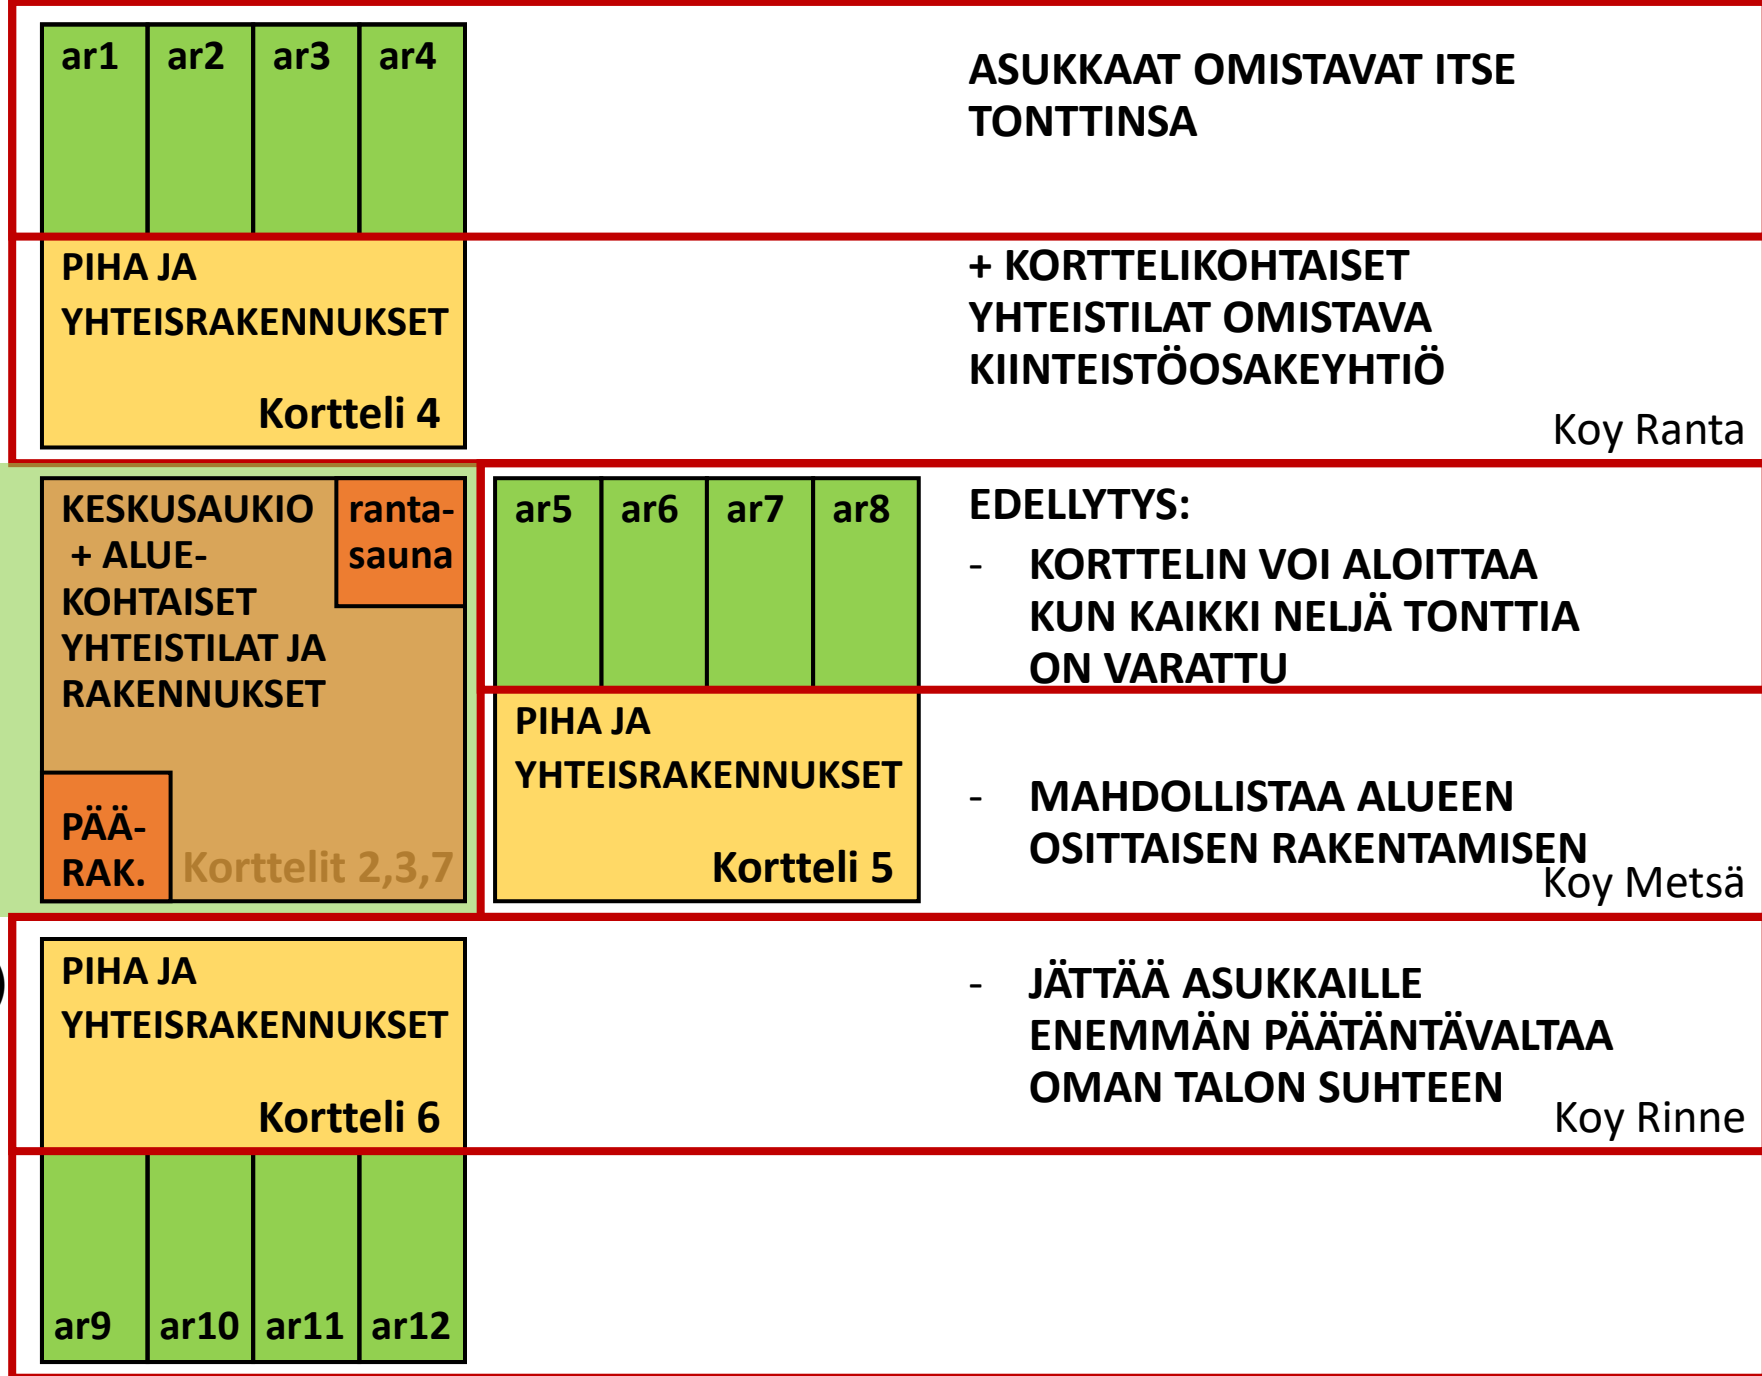 ar1 ar2 ar3 ar4
ASUKKAAT OMISTAVAT ITSE
TONTTINSA
PIHA JA
YHTEISRAKENNUKSET
Kortteli 4
+ KORTTELIKOHTAISET
YHTEISTILAT OMISTAVA
KIINTEISTÖOSAKEYHTIÖ
Koy Ranta
KESKUSAUKIO
+ ALUE-
KOHTAISET
YHTEISTILAT JA
RAKENNUKSET
ranta-
sauna
PÄÄ-
RAK.
Korttelit 2,3,7
ar5 ar6 ar7 ar8
PIHA JA
YHTEISRAKENNUKSET
Kortteli 5
EDELLYTYS:
- KORTTELIN VOI ALOITTAA
KUN KAIKKI NELJÄ TONTTIA
ON VARATTU
- MAHDOLLISTAA ALUEEN
OSITTAISEN RAKENTAMISEN
Koy Metsä
)
PIHA JA
YHTEISRAKENNUKSET
Kortteli 6
- JÄTTÄÄ ASUKKAILLE
ENEMMÄN PÄÄTÄNTÄVALTAA
OMAN TALON SUHTEEN
Koy Rinne
ar9 ar10 ar11 ar12